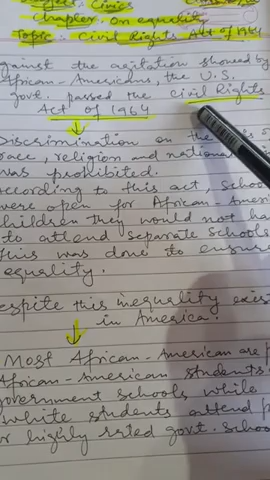 Civics
Chapter: on equality
Topic: Civil Rights Act of 1964
against the agitation showed by
African-Americans, the U.S.
Govt. passed the Civil Rights
Act of 1964
Discrimination on the
race, religion and national
was prohibited.
According to this act, school
were open for African-Ameri
children they would not ha
to attend separate schools
This was done to ensure
equality.
espite this inequality exis
in America.
Most African-American are p
African-American students
government schools while
white students attend p
or highly rated govt. schoo